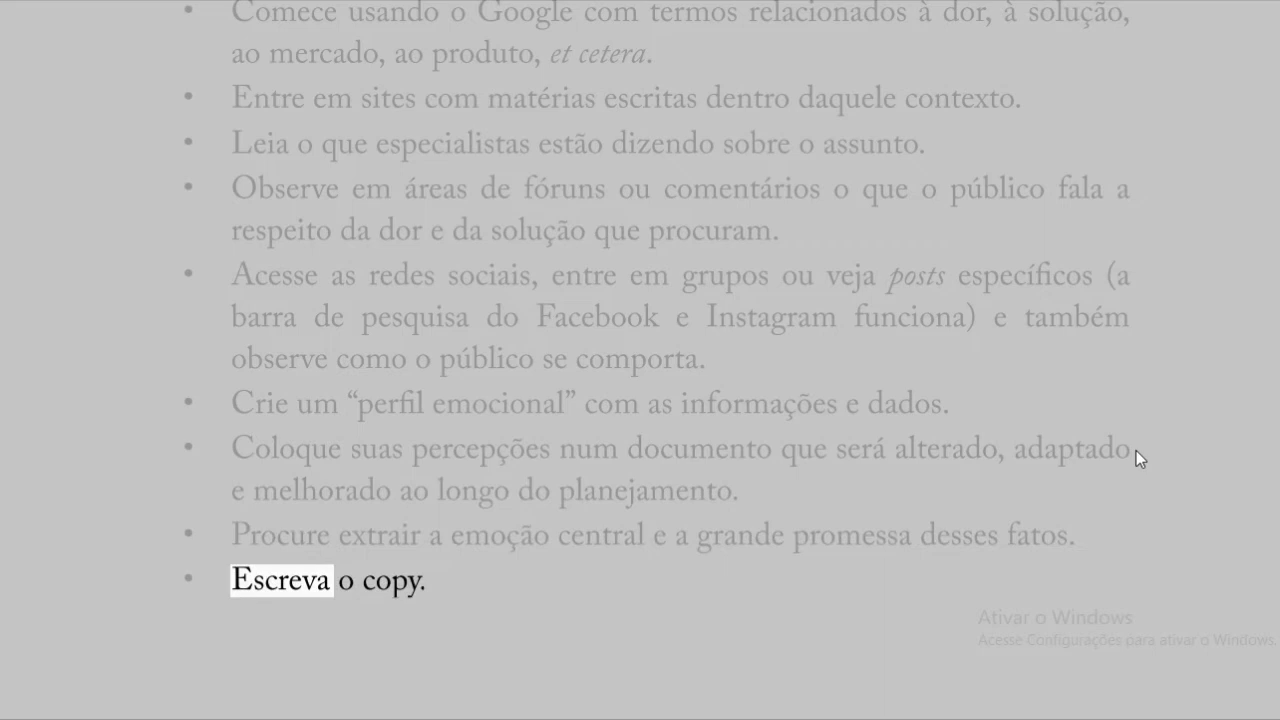 • Comece usando o Google com termos relacionados à dor, à solução,
ao mercado, ao produto, et cetera.
• Entre em sites com matérias escritas dentro daquele contexto.
• Leia o que especialistas estão dizendo sobre o assunto.
• Observe em áreas de fóruns ou comentários o que o público fala a
respeito da dor e da solução que procuram.
• Acesse as redes sociais, entre em grupos ou veja posts específicos (a
barra de pesquisa do Facebook e Instagram funciona) e também
observe como o público se comporta.
• Crie um “perfil emocional” com as informações e dados.
• Coloque suas percepções num documento que será alterado, adaptado
e melhorado ao longo do planejamento.
• Procure extrair a emoção central e a grande promessa desses fatos.
• Escreva o copy.
Ativar o Windows
Acesse Configurações para ativar o Windows.